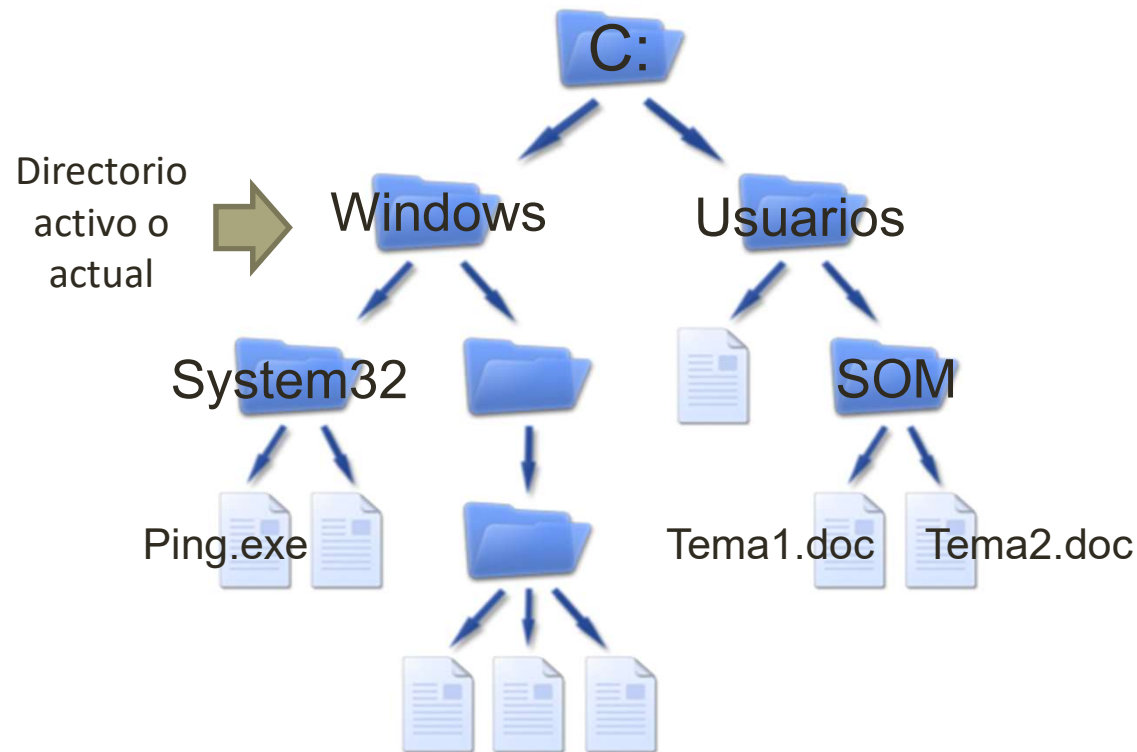 C:
Directorio
activo o
actual
Windows
Usuarios
System32
SOM
Ping.exe
Tema1.doc
Tema2.doc